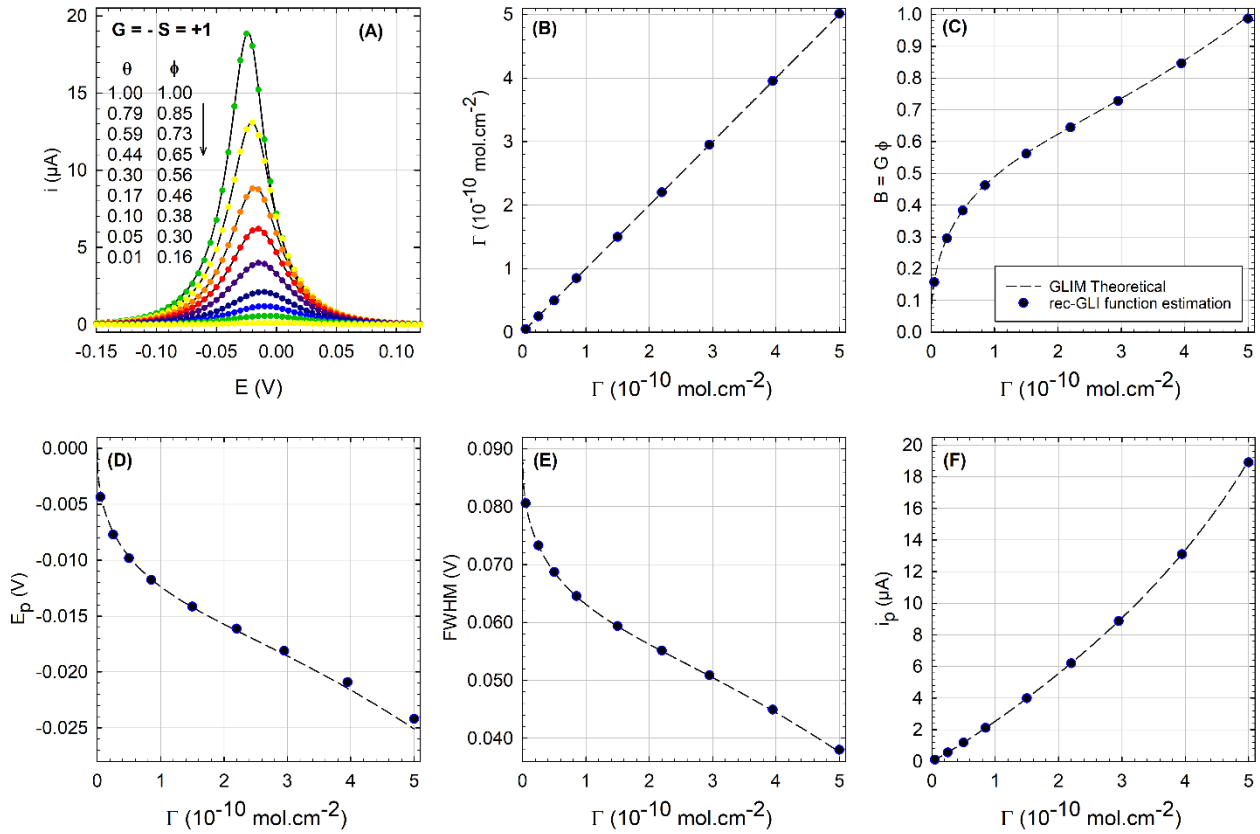 G = - S = +1
(A)
θ ϕ
1.00 1.00
0.79 0.85
0.59 0.73
0.44 0.65
0.30 0.56
0.17 0.46
0.10 0.38
0.05 0.30
0.01 0.16
15
10
5
0
i (µA)
-0.15 -0.10 -0.05 -0.00 0.05 0.10
E (V)
(B)
5
4
3
2
1
0
Γ (10-10 mol.cm-2)
0 1 2 3 4 5
Γ (10-10 mol.cm-2)
(C)
1.0
0.9
0.8
0.7
0.6
0.5
0.4
0.3
0.2
0.1
0.0
B = G ϕ
GLIM Theoretical
rec-GLI function estimation
0 1 2 3 4 5
Γ (10-10 mol.cm-2)
(D)
0.000
-0.005
-0.010
-0.015
-0.020
-0.025
Ep (V)
0 1 2 3 4 5
Γ (10-10 mol.cm-2)
(E)
0.090
0.080
0.070
0.060
0.050
0.040
FWHM (V)
0 1 2 3 4 5
Γ (10-10 mol.cm-2)
(F)
20
18
16
14
12
10
8
6
4
2
0
ip (µA)
0 1 2 3 4 5
Γ (10-10 mol.cm-2)